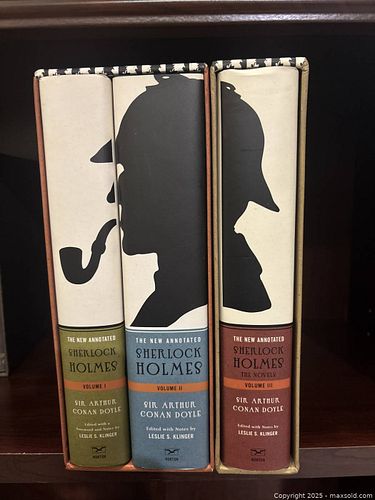 THE NEW ANNOTATED
SHERLOCK
HOLMES
VOLUME I
SIR ARTHUR
CONAN DOYLE
Edited with a
Foreword and Notes by
LESLIE S. KLINGER
NORTON
THE NEW ANNOTATED
SHERLOCK
HOLMES
VOLUME II
SIR ARTHUR
CONAN DOYLE
Edited with Notes by
LESLIE S. KLINGER
NORTON
THE NEW ANNOTATED
SHERLOCK
HOLMES
THE NOVELS
VOLUME III
SIR ARTHUR
CONAN DOYLE
Edited with Notes by
LESLIE S. KLINGER
NORTON
Copyright 2025 - maxsold.com